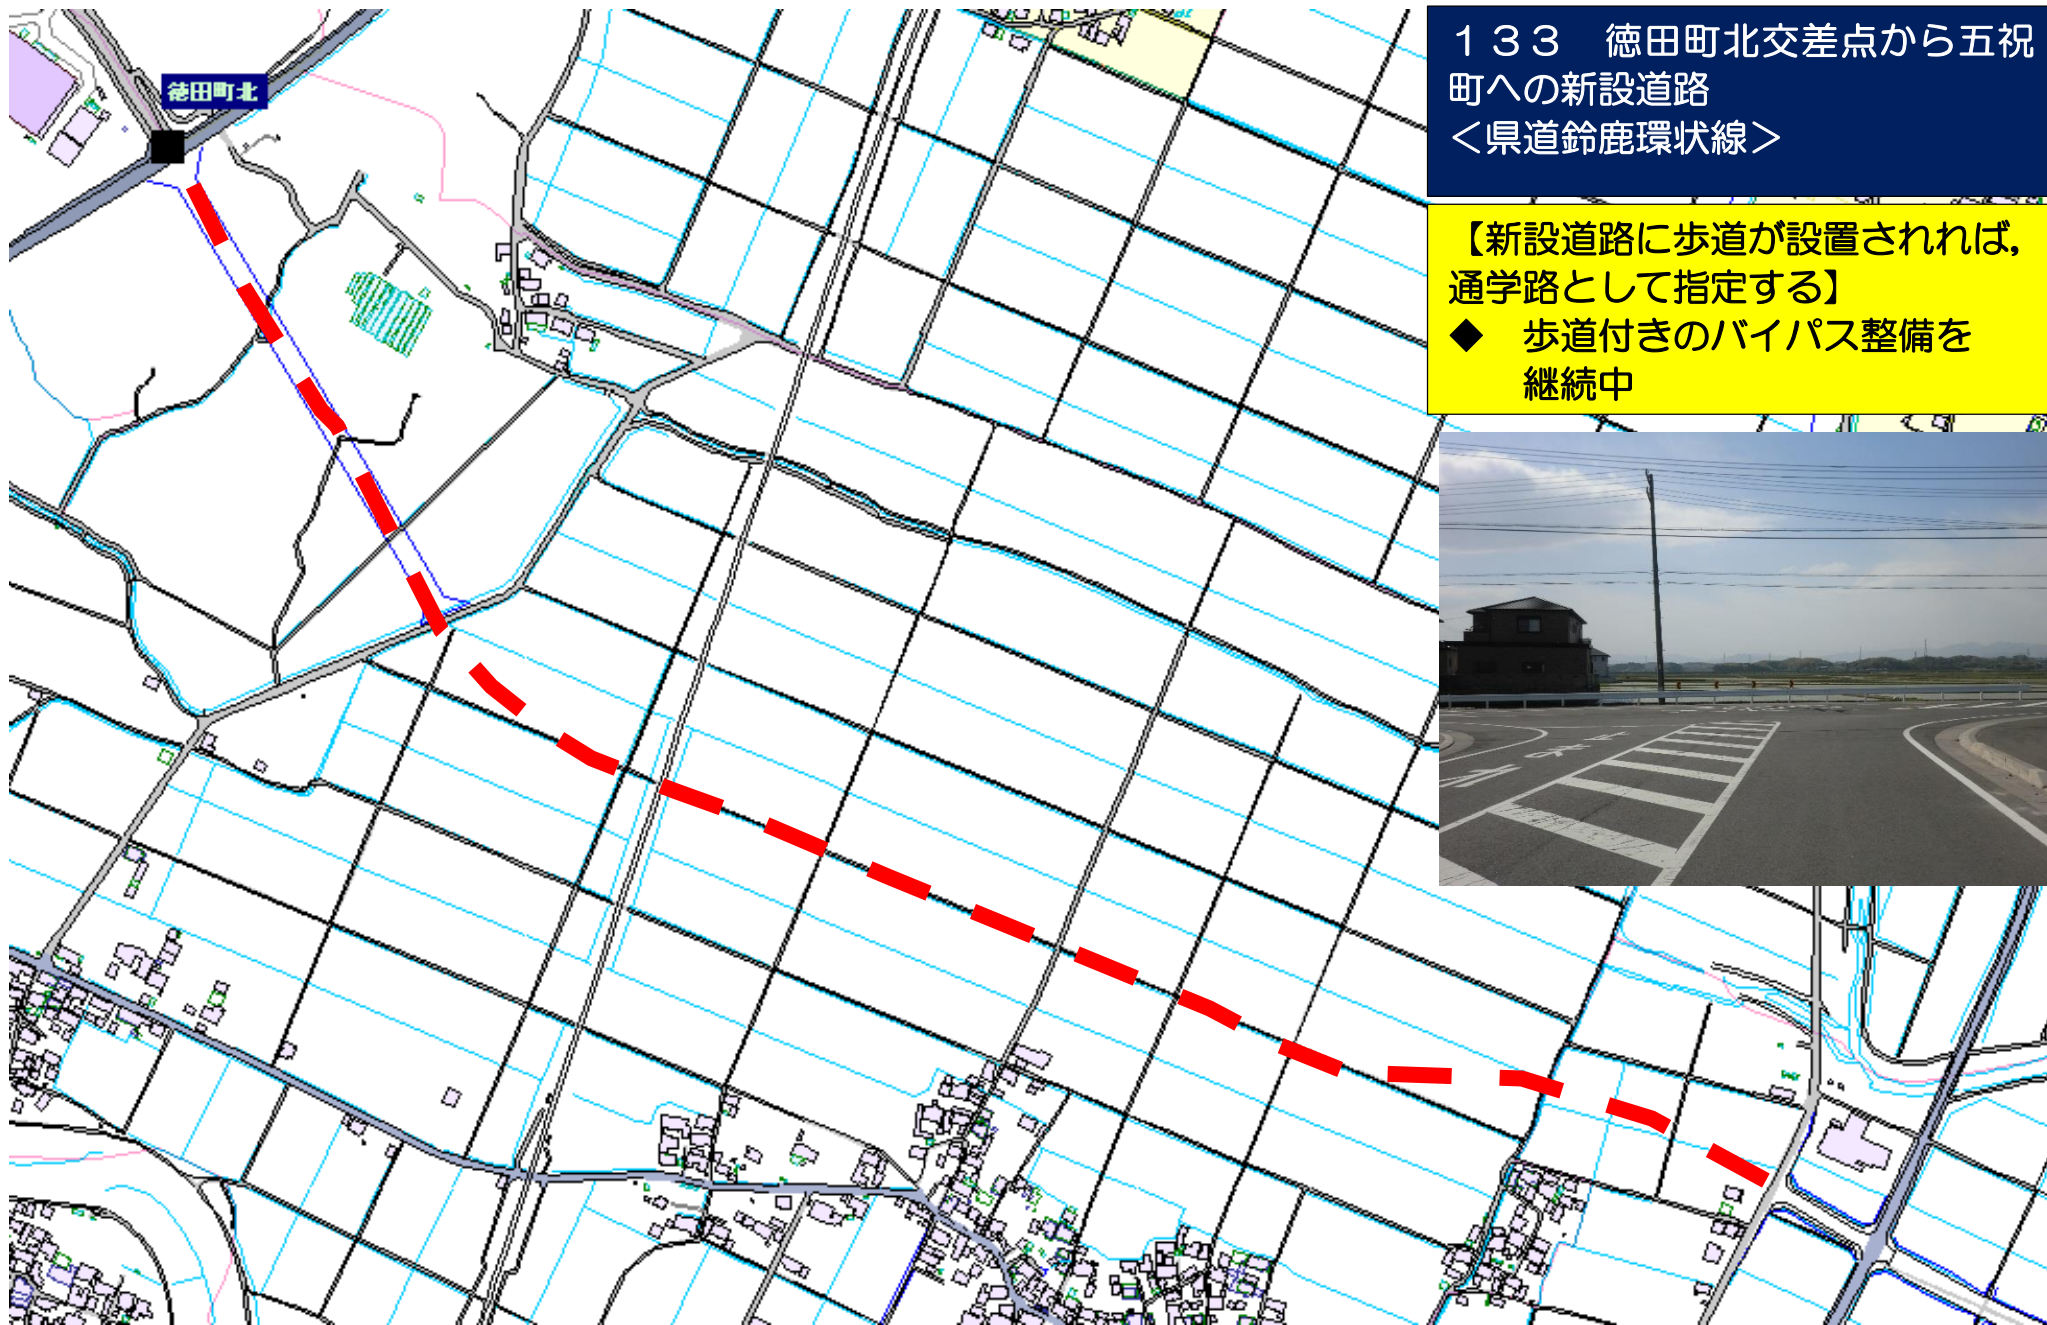 １３３　徳田町北交差点から五祝
町への新設道路
＜県道鈴鹿環状線＞
【新設道路に歩道が設置されれば，
通学路として指定する】
◆　歩道付きのバイパス整備を
継続中
徳田町北